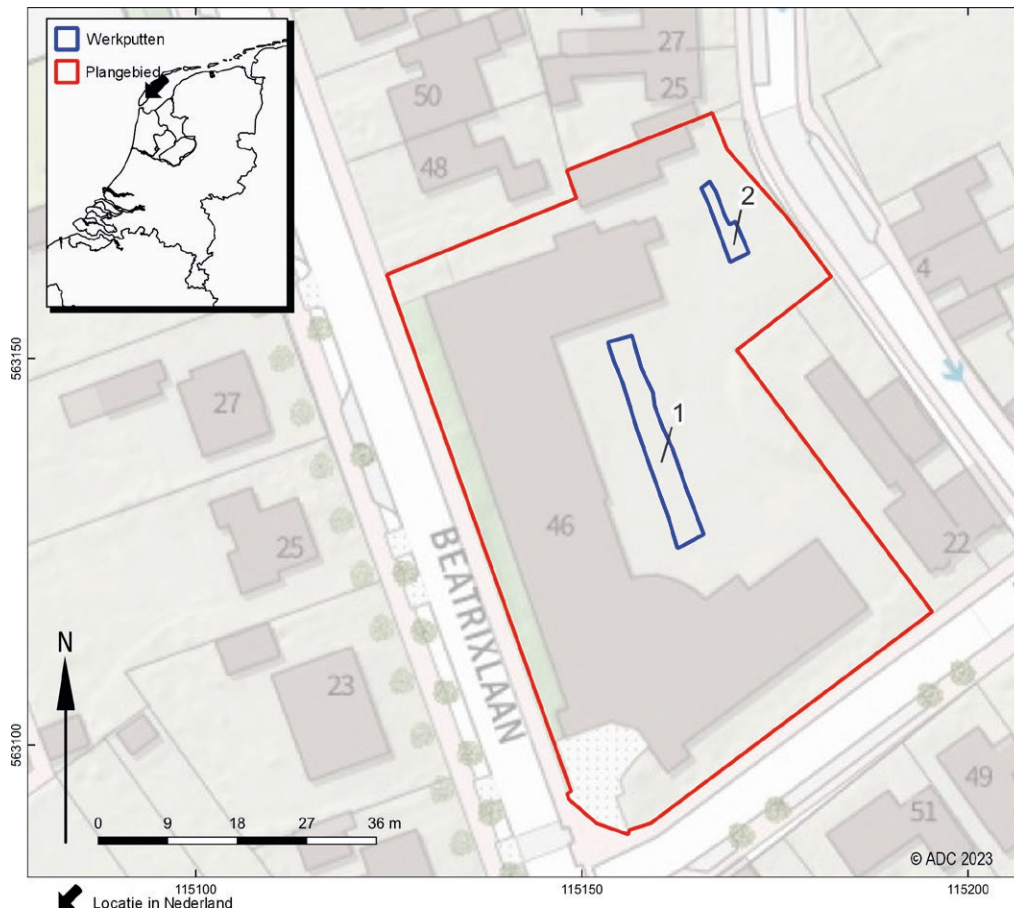 Werkputten
Plangebied
27
25
50
48
2
4
563150
27
1
46
25
22
BEATRIXLAAN
23
N
563100
49
51
0 9 18 27 36 m
© ADC 2023
115100 115150 115200
Locatie in Nederland